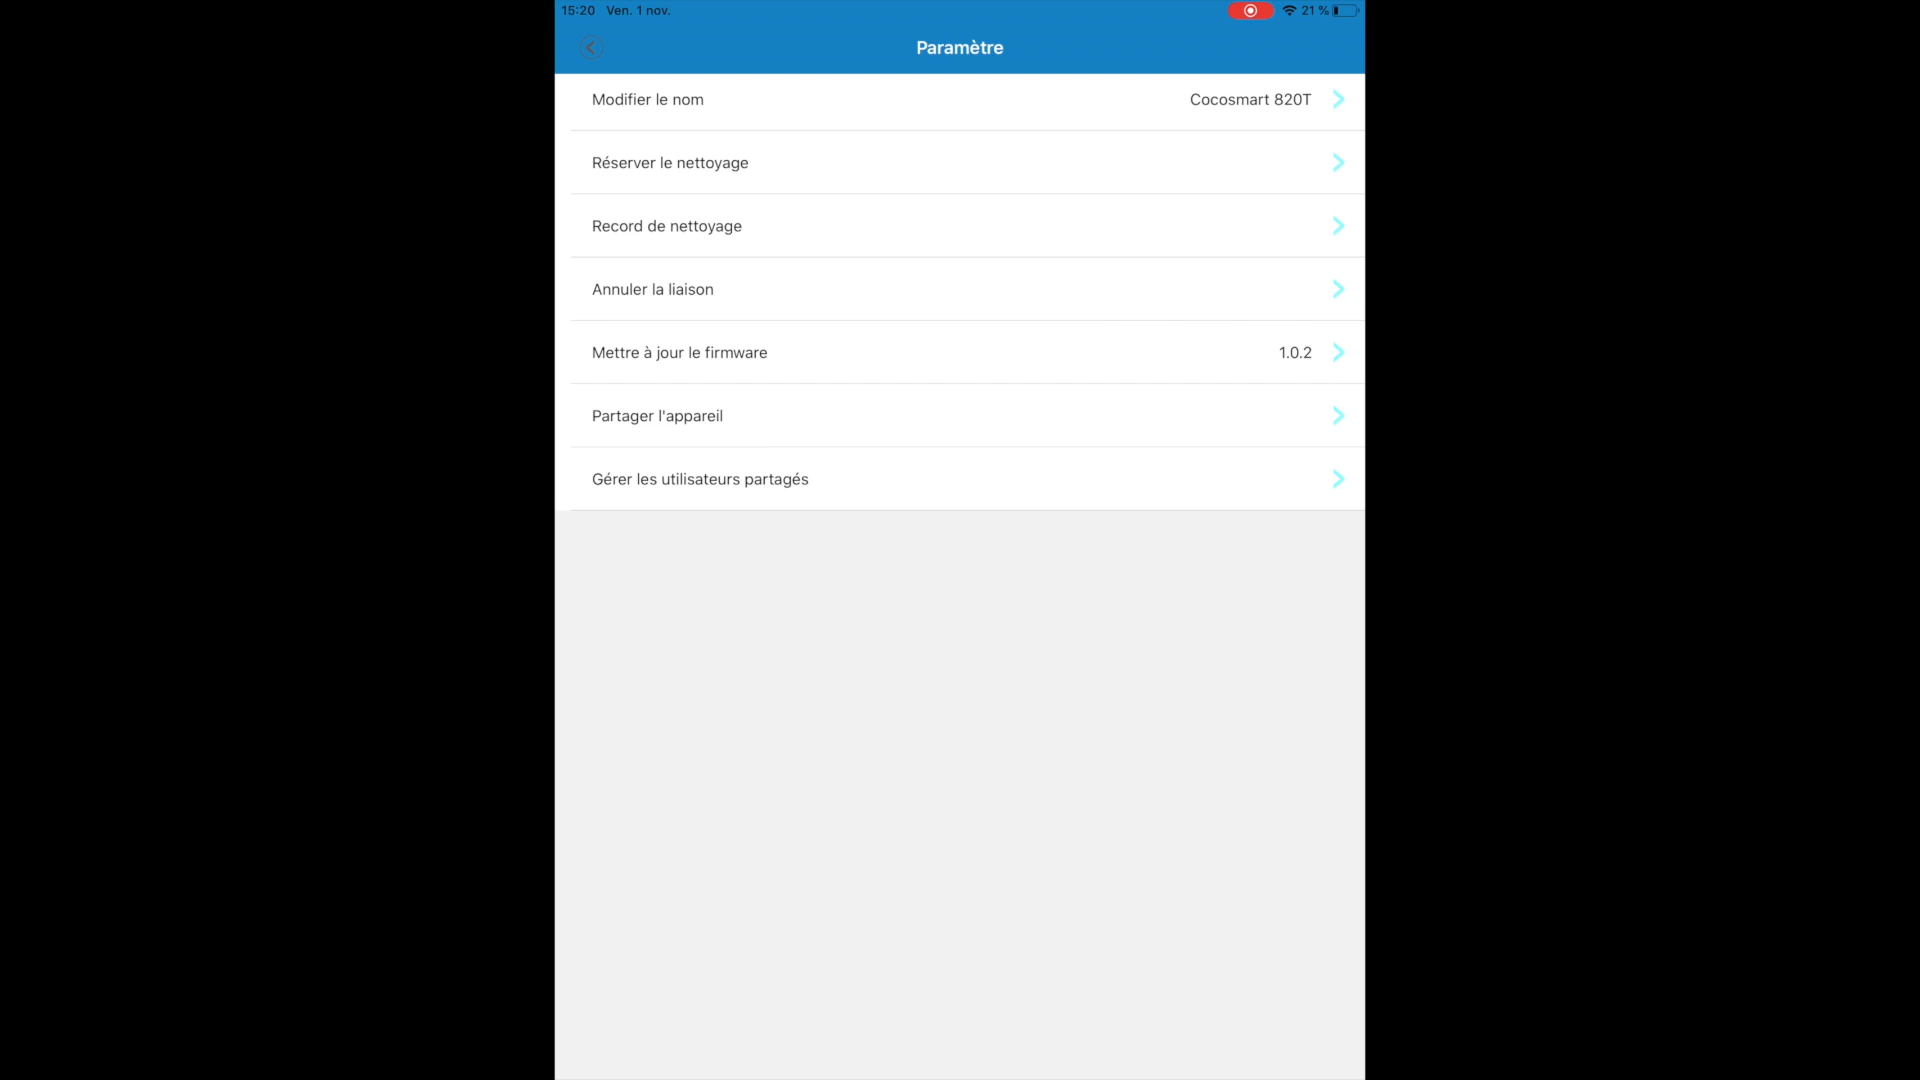 15:20 Ven. 1 nov. 21 %
Paramètre
Modifier le nom Cocosmart 820T
Réserver le nettoyage
Record de nettoyage
Annuler la liaison
Mettre à jour le firmware 1.0.2
Partager l'appareil
Gérer les utilisateurs partagés